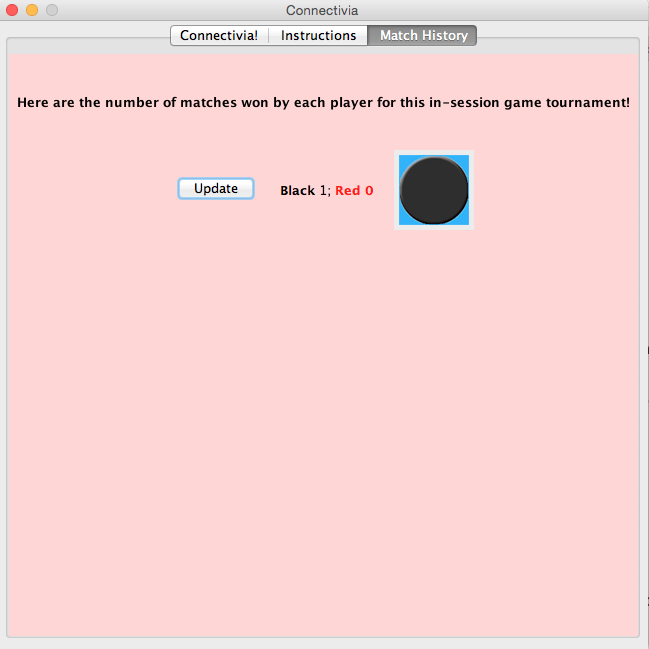 Connectivia
Connectivia! Instructions Match History
Here are the number of matches won by each player for this in-session game tournament!
Update Black 1; Red 0